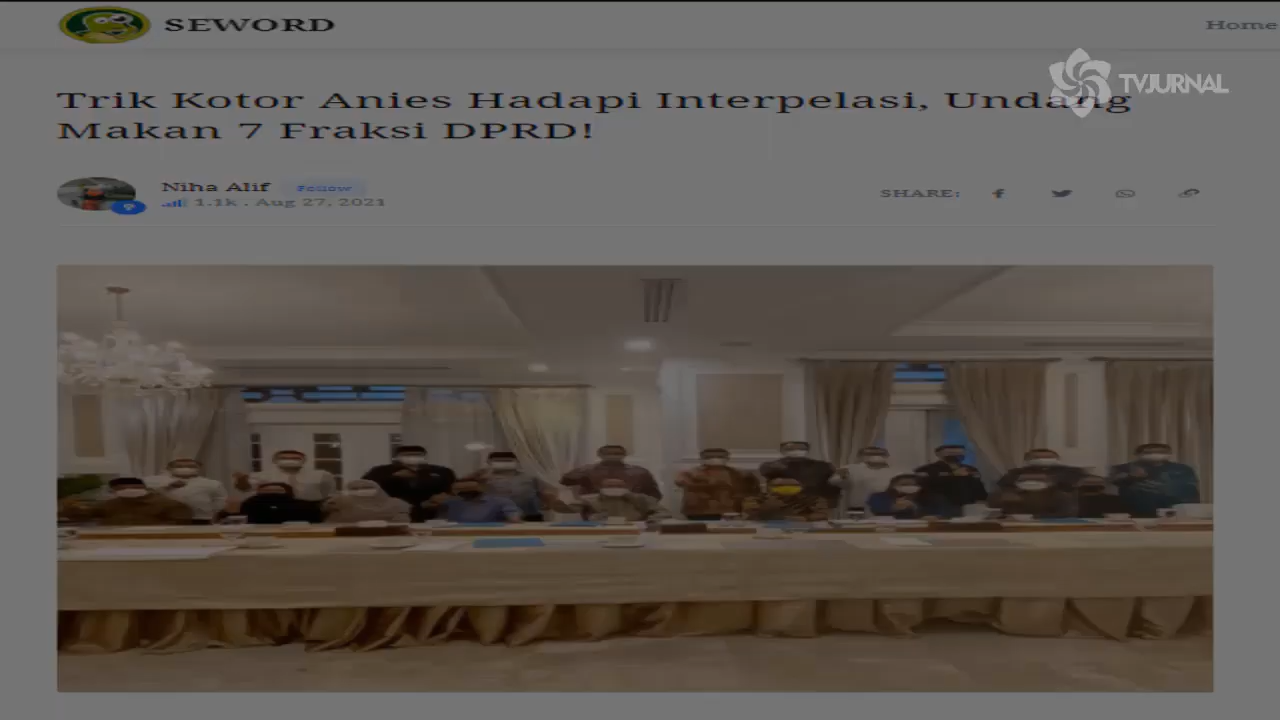 SEWORD
Home
TVJURNAL
Trik Kotor Anies Hadapi Interpelasi, Undang
Makan 7 Fraksi DPRD!
Niha Alif Follow
1.1k . Aug 27, 2021
SHARE: